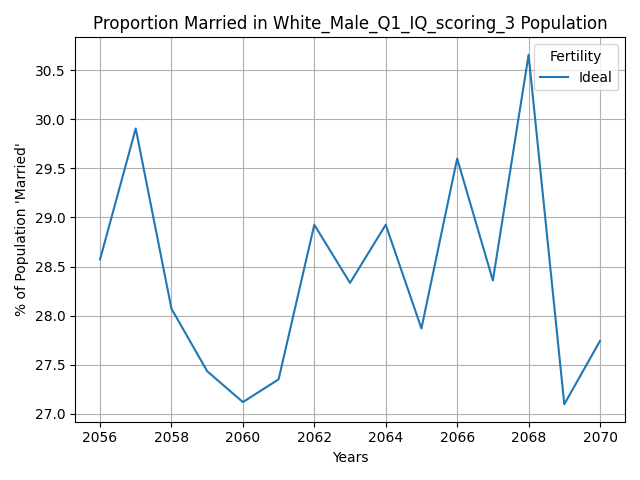 Proportion Married in White_Male_Q1_IQ_scoring_3 Population
Fertility
Ideal
% of Population 'Married'
30.5
30.0
29.5
29.0
28.5
28.0
27.5
27.0
2056 2058 2060 2062 2064 2066 2068 2070
Years